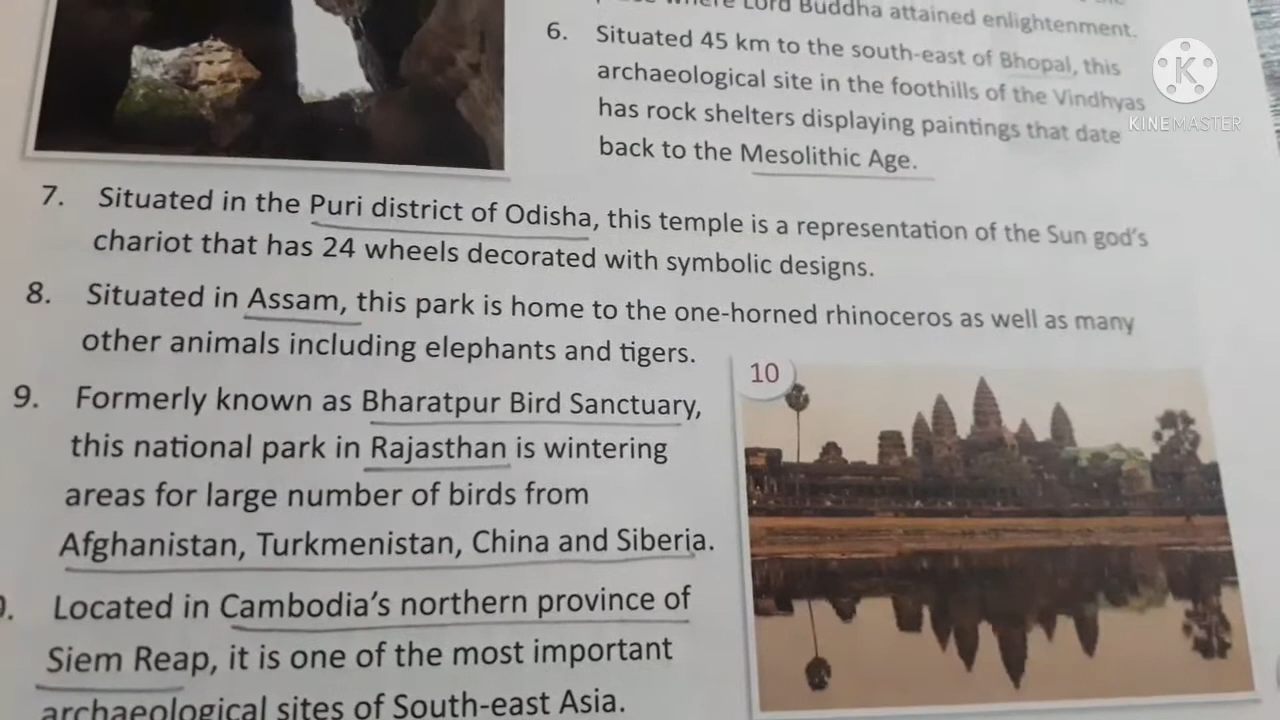 Lord Buddha attained enlightenment.
6. Situated 45 km to the south-east of Bhopal, this
archaeological site in the foothills of the Vindhyas
has rock shelters displaying paintings that date
back to the Mesolithic Age.
KINEMASTER
7. Situated in the Puri district of Odisha, this temple is a representation of the Sun god's
chariot that has 24 wheels decorated with symbolic designs.
8. Situated in Assam, this park is home to the one-horned rhinoceros as well as many
other animals including elephants and tigers.
9. Formerly known as Bharatpur Bird Sanctuary,
this national park in Rajasthan is wintering
areas for large number of birds from
Afghanistan, Turkmenistan, China and Siberia.
10
Located in Cambodia's northern province of
Siem Reap, it is one of the most important
archaeological sites of South-east Asia.